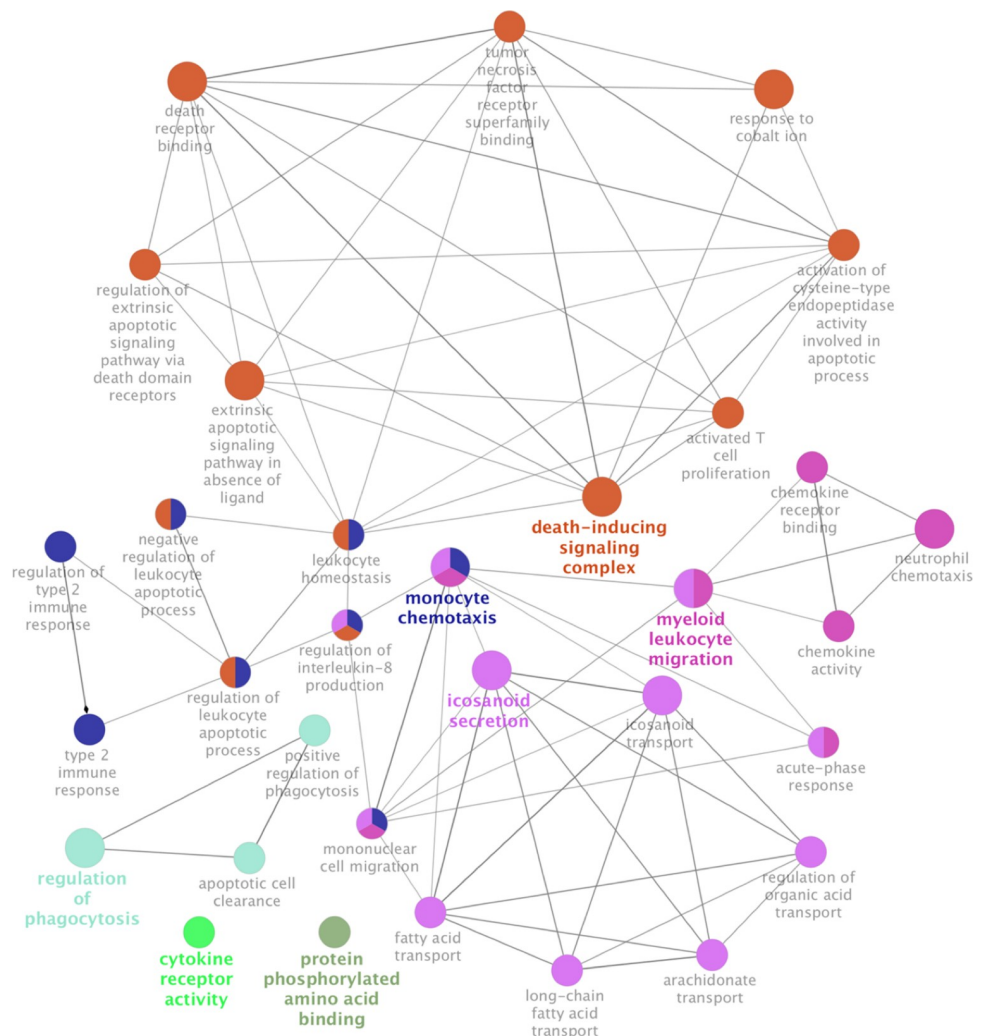 tumor
necrosis
factor
receptor
superfamily
binding
death
receptor
binding
response to
cobalt ion
activation of
cysteine-type
endopeptidase
activity
involved in
apoptotic
process
regulation of
extrinsic
apoptotic
signaling
pathway via
death domain
receptors
extrinsic
apoptotic
signaling
pathway in
absence of
ligand
activated T
cell
proliferation
chemokine
receptor
binding
death-inducing
signaling
complex
negative
regulation of
leukocyte
apoptotic
process
leukocyte
homeostasis
neutrophil
chemotaxis
regulation of
type 2
immune
response
monocyte
chemotaxis
myeloid
leukocyte
migration
chemokine
activity
regulation of
interleukin-8
production
regulation of
leukocyte
apoptotic
process
icosanoid
secretion
icosanoid
transport
type 2
immune
response
positive
regulation of
phagocytosis
acute-phase
response
mononuclear
cell migration
regulation
of
phagocytosis
apoptotic cell
clearance
regulation of
organic acid
transport
fatty acid
transport
cytokine
receptor
activity
protein
phosphorylated
amino acid
binding
long-chain
fatty acid
transport
arachidonate
transport